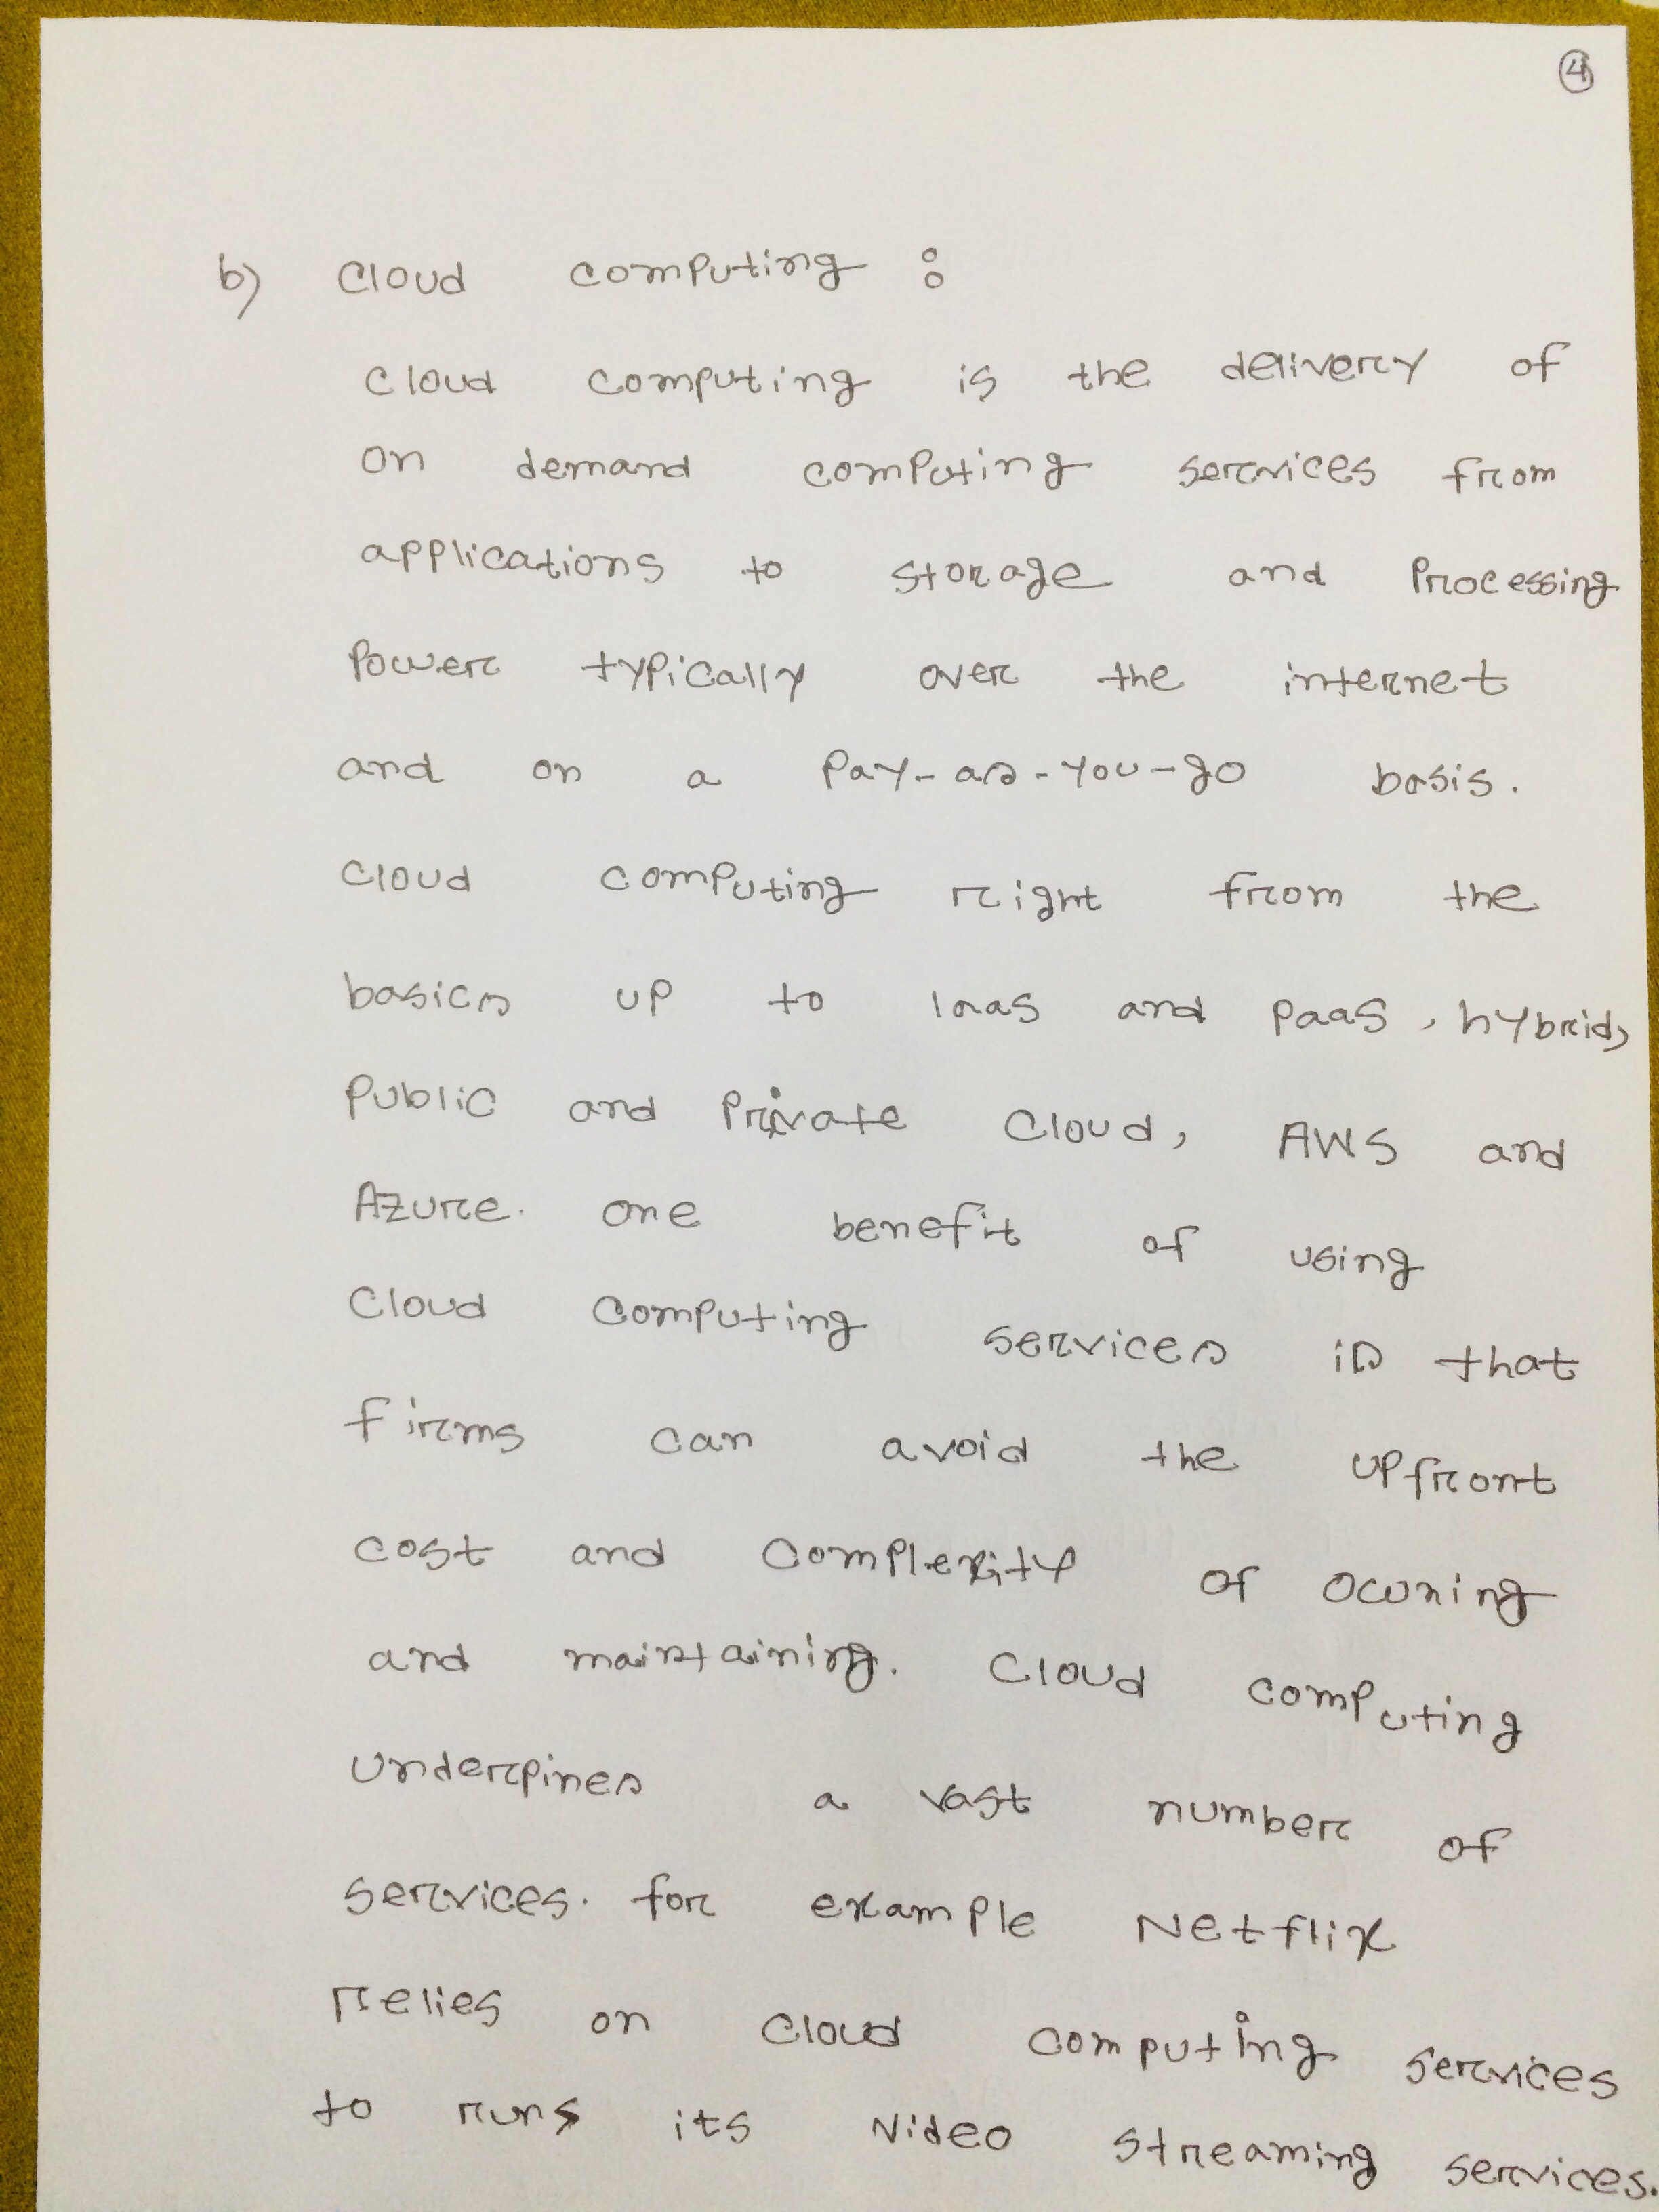 4
b) Cloud computing :
Cloud computing is the delivery of
on demand computing services from
applications to storage and Processing
Power typically over the internet
and on a Pay-as-you-go basis.
Cloud computing right from the
basics up to Iaas and Paas, hybrid,
Public and Private Cloud, AWS and
Azure. one benefit of using
Cloud computing services is that
firms can avoid the upfront
cost and complexity of owning
and maintaining. Cloud computing
underpines a vast number of
services. for example Netflix
relies on cloud computing services
to runs its Video streaming services.